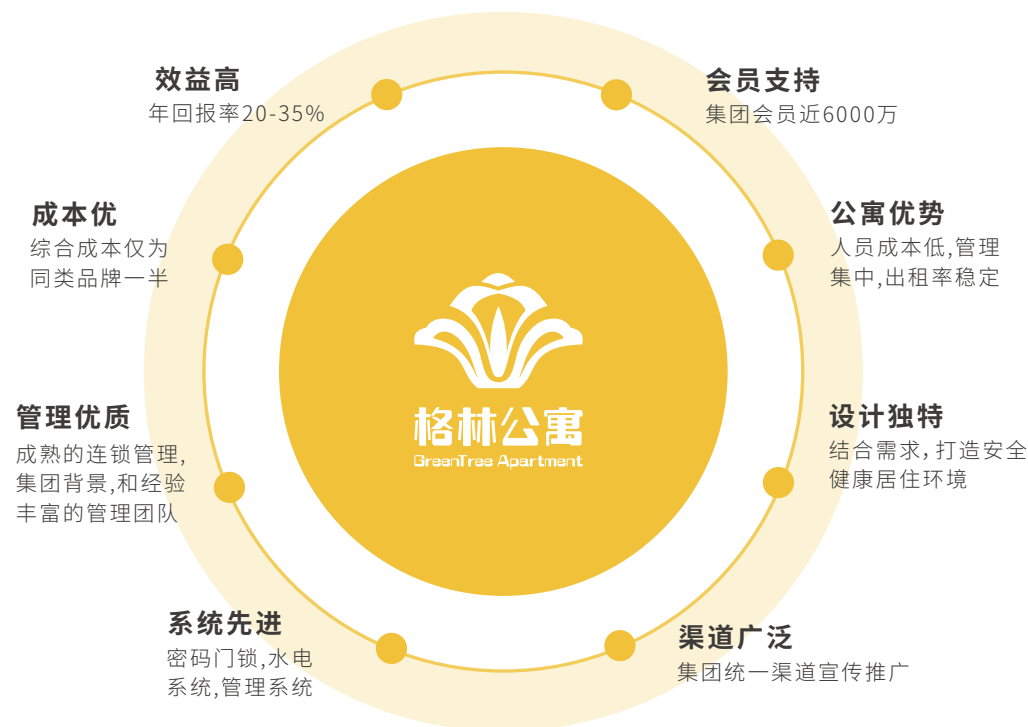 效益高
年回报率20-35%
会员支持
集团会员近6000万
成本优
综合成本仅为
同类品牌一半
公寓优势
人员成本低,管理
集中,出租率稳定
格林公寓
GreenTree Apartment
管理优质
成熟的连锁管理,
集团背景,和经验
丰富的管理团队
设计独特
结合需求,打造安全
健康居住环境
系统先进
密码门锁,水电
系统,管理系统
渠道广泛
集团统一渠道宣传推广